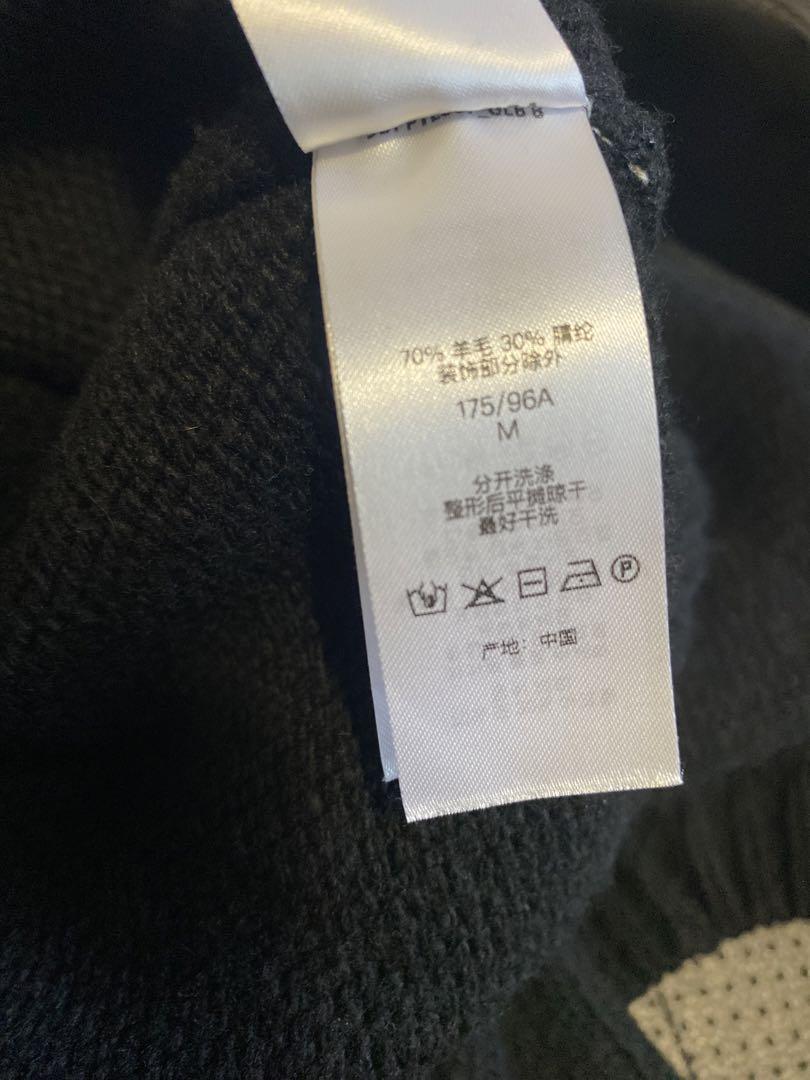 70% 羊毛 30% 腈纶
装饰部分除外
175/96A
M
分开洗涤
整形后平摊晾干
最好干洗
P
产地: 中国